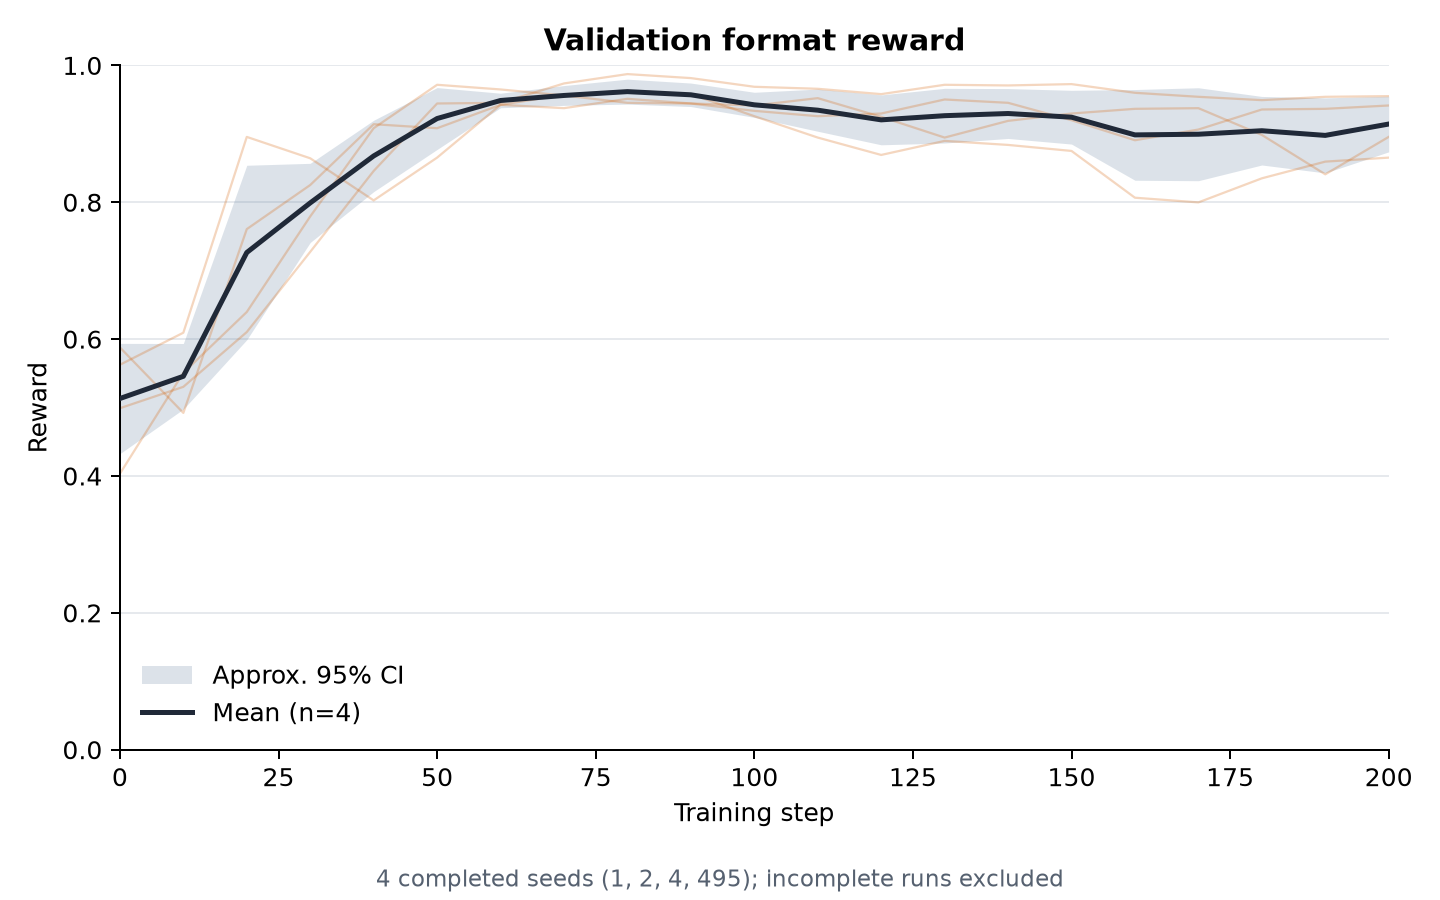 Validation format reward
1.0
0.8
0.6
0.4
0.2
0.0
Reward
Approx. 95% CI
Mean (n=4)
0 25 50 75 100 125 150 175 200
Training step
4 completed seeds (1, 2, 4, 495); incomplete runs excluded